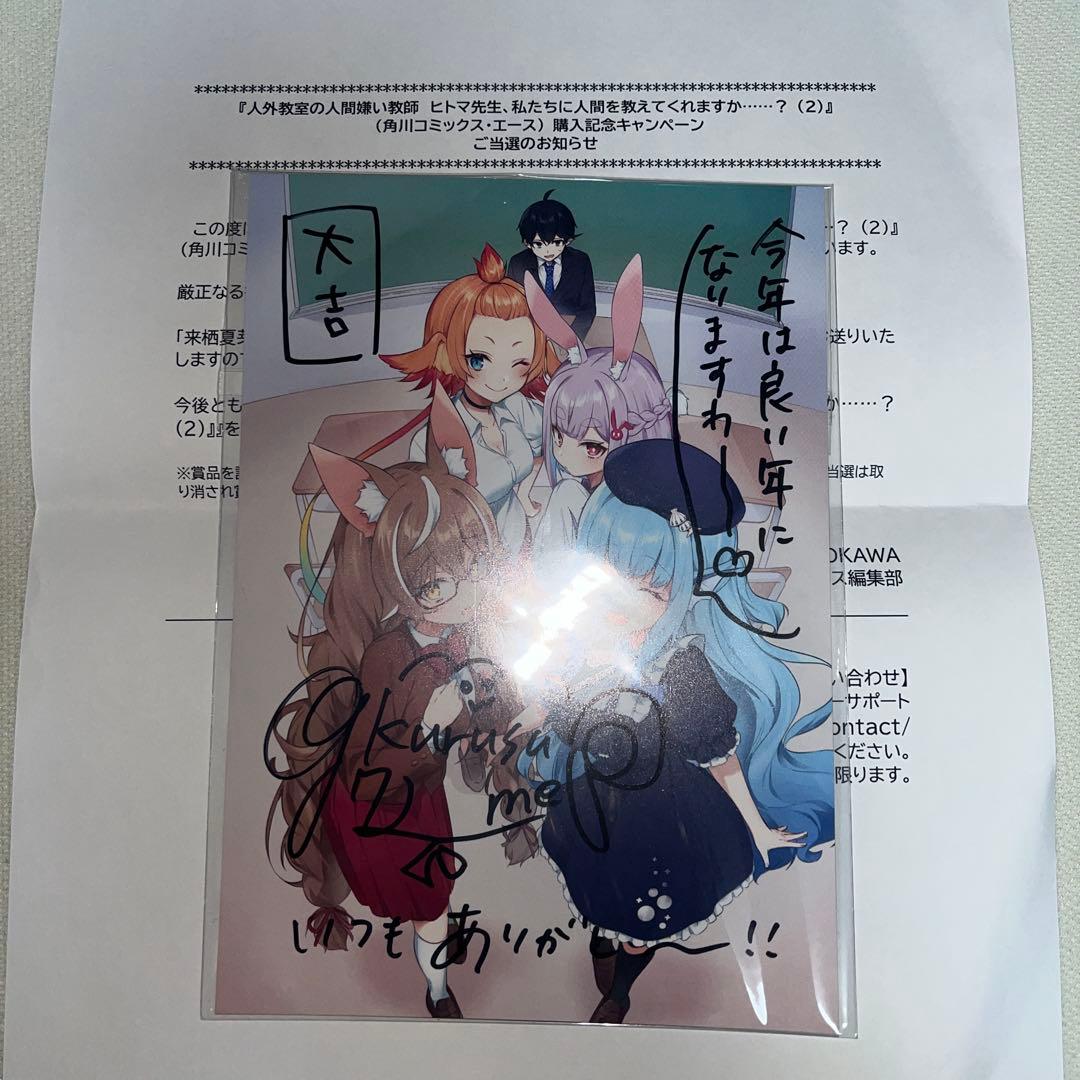 ********************************************************************************
『人外教室の人間嫌い教師 ヒトマ先生、私たちに人間を教えてくれますか……？（2）』
（角川コミックス・エース）購入記念キャンペーン
ご当選のお知らせ
********************************************************************************
この度
…？（2）』
（角川コミ
います。
厳正なる
「来栖夏
送りいた
しますので
今後とも
か……？
（2）』を
※賞品を
当選は取
り消され
OKAWA
ス編集部
い合わせ】
ーサポート
ontact/
ください。
限ります。
大吉
今年は良い年に
なりますわー♡
Kurusu
me
いつもありがとー!!